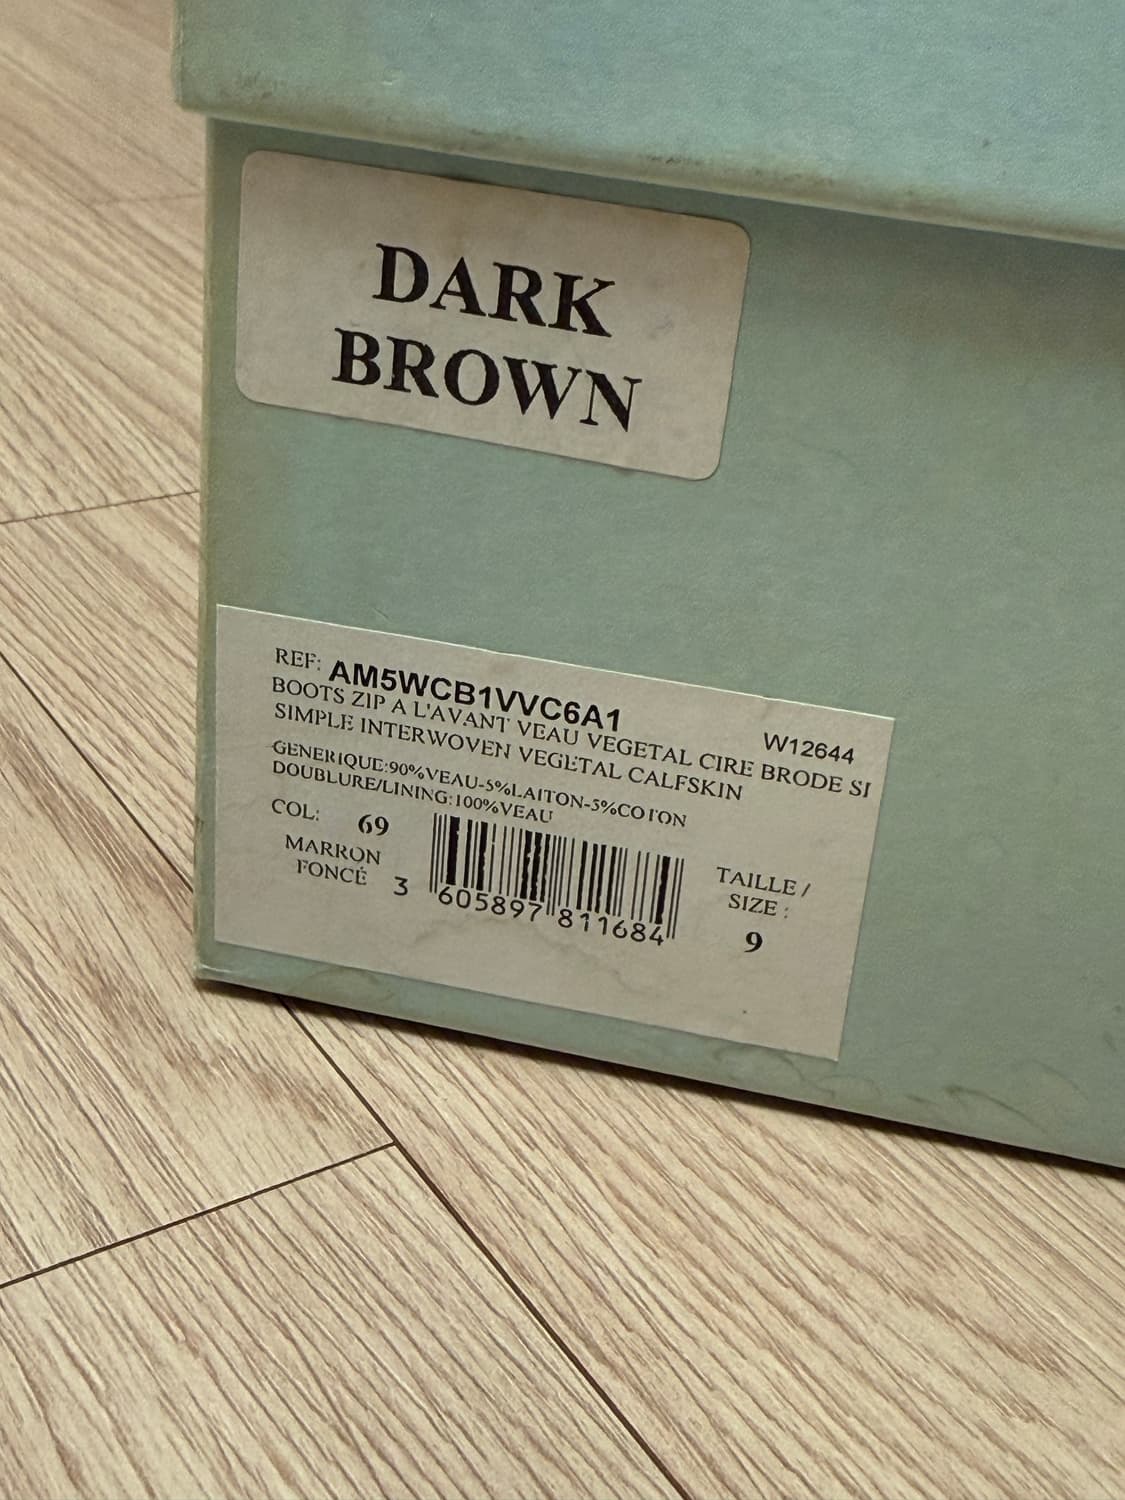 DARK
BROWN
REF: AM5WCB1VVC6A1
BOOTS ZIP A L'AVANT VEAU VEGETAL CIRE BRODE SI
SIMPLE INTERWOVEN VEGETAL CALFSKIN
W12644
GENERIQUE:90%VEAU-5%LAITON-5%COTON
DOUBLURE/LINING:100%VEAU
COL: 69
MARRON
FONCÉ
3 605897 811684
TAILLE /
SIZE :
9